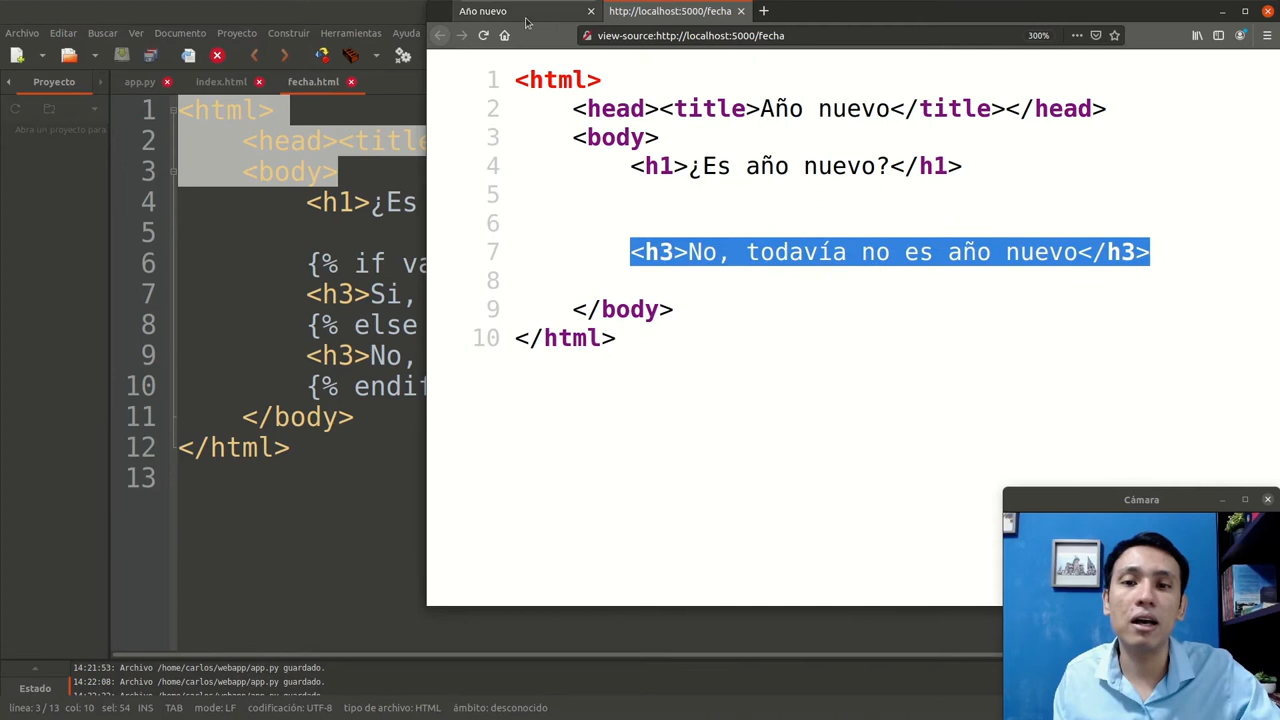 Año nuevo
http://localhost:5000/fecha
Archivo Editar Buscar Ver Documento Proyecto Construir Herramientas
view-source:http://localhost:5000/fecha
300%
Proyecto
app.py
index.html
fecha.html
Abra un proyecto para
1 <html>
2 <head><title
3 <body>
4 <h1>¿Es
5
6 {% if va
7 <h3>Si,
8 {% else
9 <h3>No,
10 {% endif
11 </body>
12 </html>
13
1 <html>
2 <head><title>Año nuevo</title></head>
3 <body>
4 <h1>¿Es año nuevo?</h1>
5
6
7 <h3>No, todavía no es año nuevo</h3>
8
9 </body>
10 </html>
Cámara
Estado
14:21:53: Archivo /home/carlos/webapp/app.py guardado.
14:22:08: Archivo /home/carlos/webapp/app.py guardado.
línea: 3 / 13 col: 10 sel: 54 INS TAB mode: LF codificación: UTF-8 tipo de archivo: HTML ámbito: desconocido